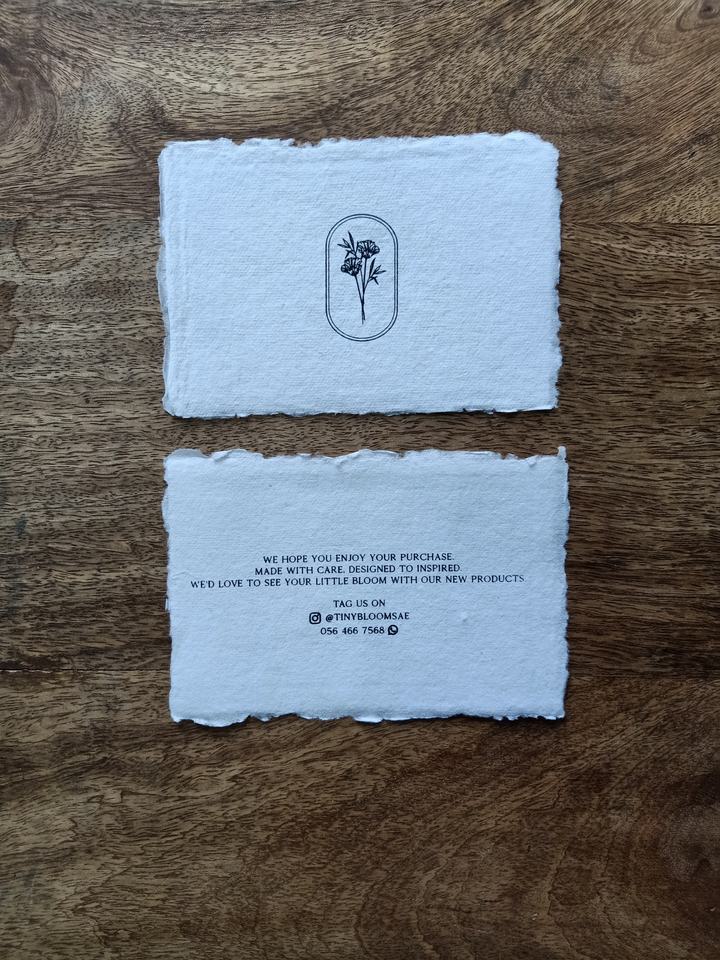 WE HOPE YOU ENJOY YOUR PURCHASE.
MADE WITH CARE. DESIGNED TO INSPIRED.
WE'D LOVE TO SEE YOUR LITTLE BLOOM WITH OUR NEW PRODUCTS.
TAG US ON
@TINYBLOOMSAE
056 466 7568